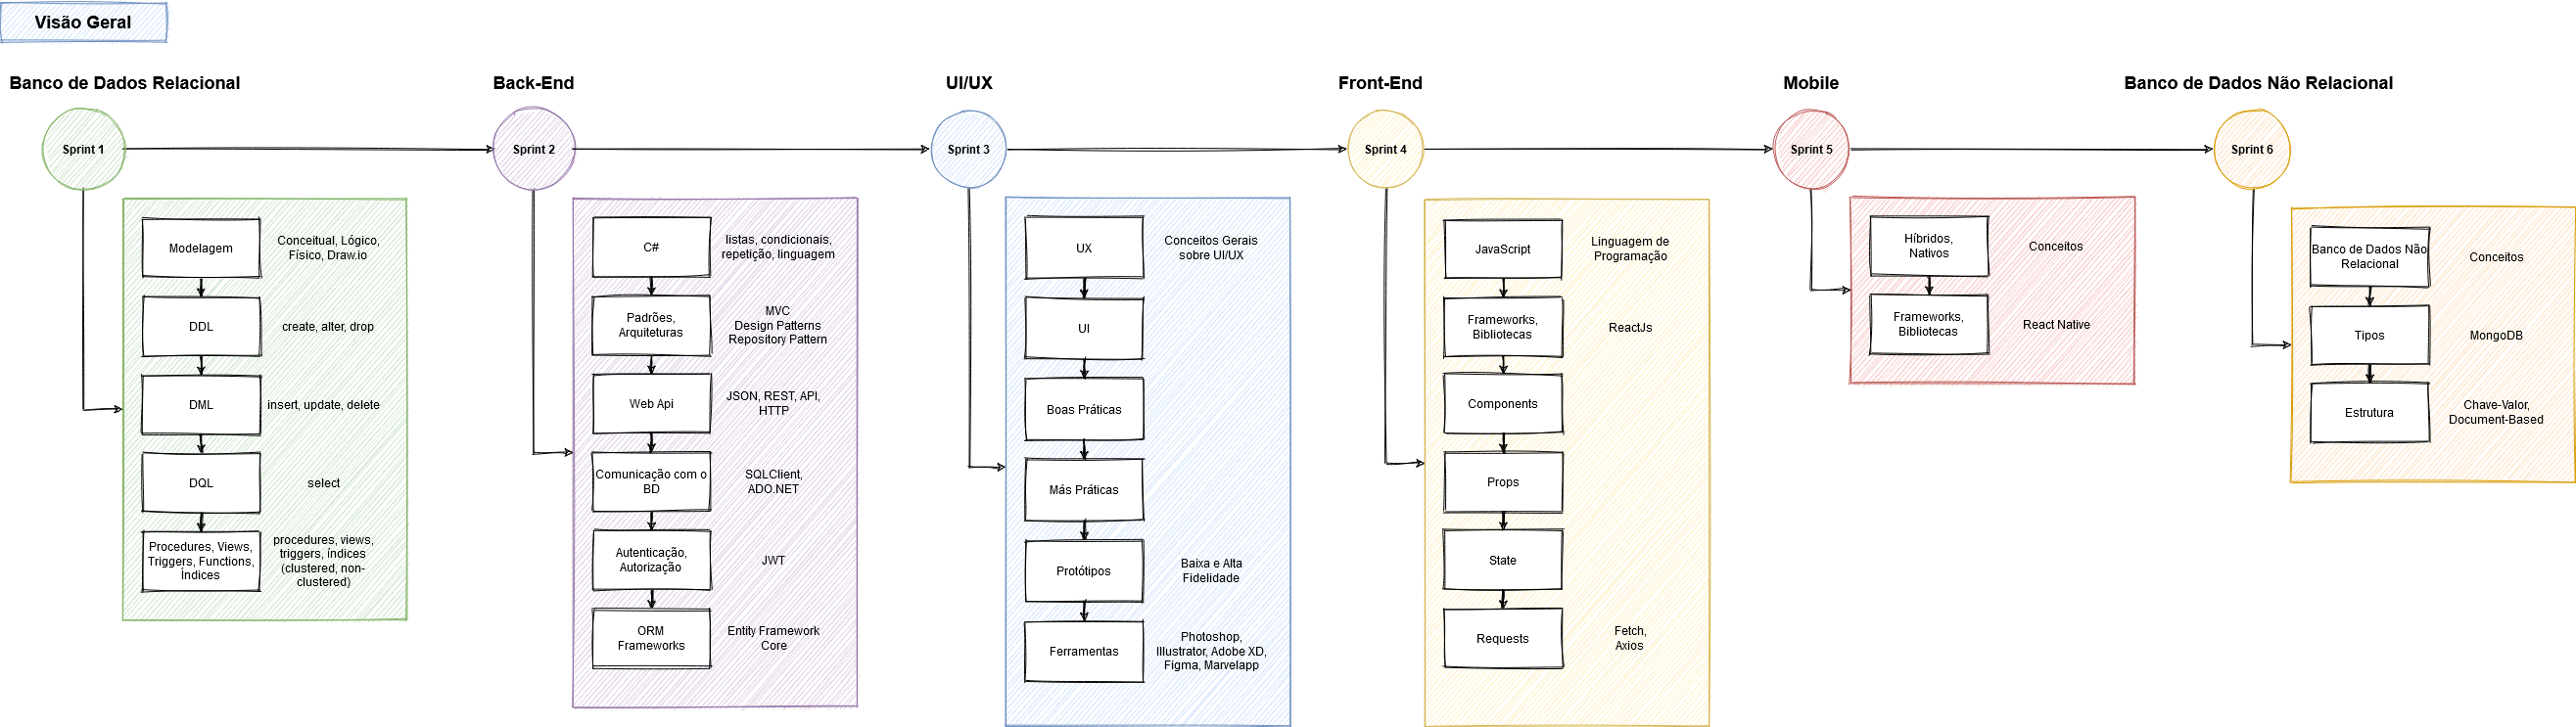 Visão Geral
Banco de Dados Relacional
Back-End
UI/UX
Front-End
Mobile
Banco de Dados Não Relacional
Sprint 1
Sprint 2
Sprint 3
Sprint 4
Sprint 5
Sprint 6
Modelagem
Conceitual, Lógico,
Físico, Draw.io
DDL
create, alter, drop
DML
insert, update, delete
DQL
select
Procedures, Views,
Triggers, Functions,
Índices
procedures, views,
triggers, índices
(clustered, non-
clustered)
C#
listas, condicionais,
repetição, linguagem
Padrões,
Arquiteturas
MVC
Design Patterns
Repository Pattern
Web Api
JSON, REST, API,
HTTP
Comunicação com o
BD
SQLClient,
ADO.NET
Autenticação,
Autorização
JWT
ORM
Frameworks
Entity Framework
Core
UX
Conceitos Gerais
sobre UI/UX
UI
Boas Práticas
Más Práticas
Protótipos
Baixa e Alta
Fidelidade
Ferramentas
Photoshop,
Illustrator, Adobe XD,
Figma, Marvelapp
JavaScript
Linguagem de
Programação
Frameworks,
Bibliotecas
ReactJs
Components
Props
State
Requests
Fetch,
Axios
Híbridos,
Nativos
Conceitos
Frameworks,
Bibliotecas
React Native
Banco de Dados Não
Relacional
Conceitos
Tipos
MongoDB
Estrutura
Chave-Valor,
Document-Based